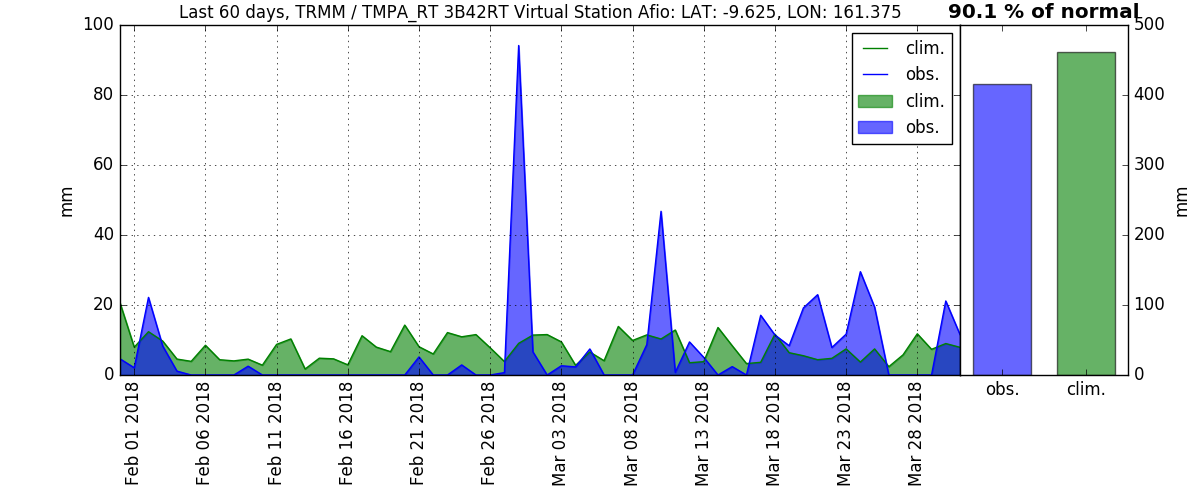 Last 60 days, TRMM / TMPA_RT 3B42RT Virtual Station Afio: LAT: -9.625, LON: 161.375
90.1 % of normal
100
80
60
40
20
0
mm
clim.
obs.
clim.
obs.
500
400
300
200
100
0
mm
obs.
clim.
Feb 01 2018
Feb 06 2018
Feb 11 2018
Feb 16 2018
Feb 21 2018
Feb 26 2018
Mar 03 2018
Mar 08 2018
Mar 13 2018
Mar 18 2018
Mar 23 2018
Mar 28 2018